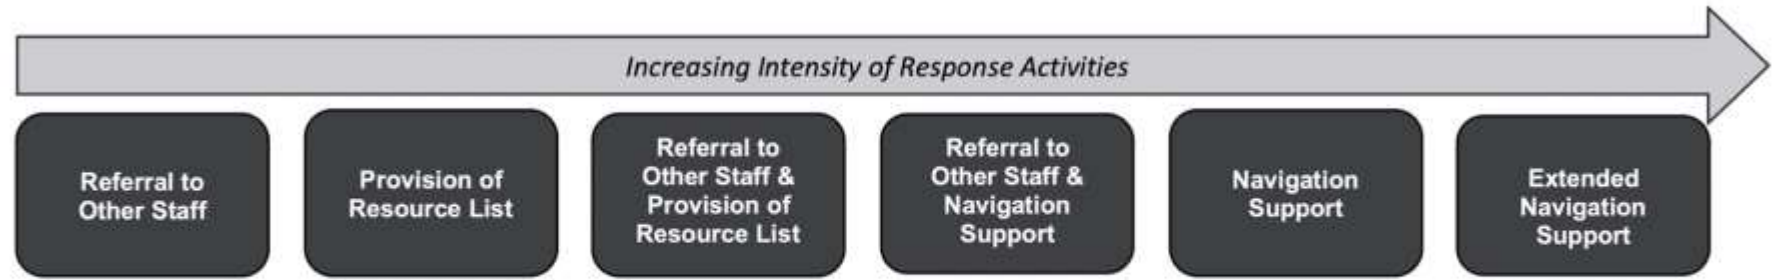 Increasing Intensity of Response Activities
Referral to
Other Staff
Provision of
Resource List
Referral to
Other Staff &
Provision of
Resource List
Referral to
Other Staff &
Navigation
Support
Navigation
Support
Extended
Navigation
Support